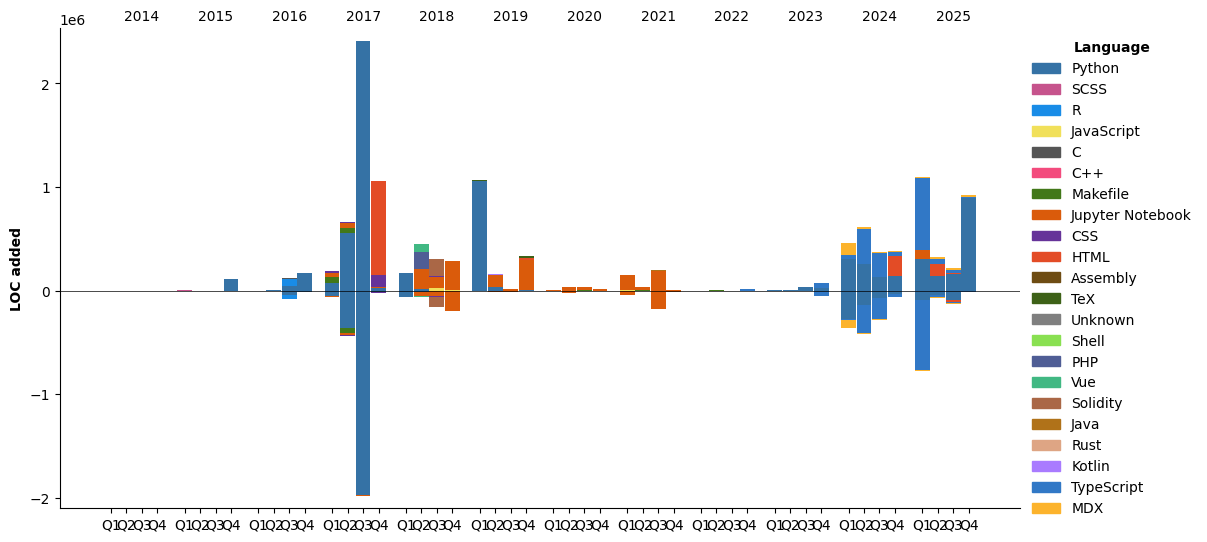 2014 2015 2016 2017 2018 2019 2020 2021 2022 2023 2024 2025
1e6
2
1
0
−1
−2
LOC added
Q1Q2Q3Q4 Q1Q2Q3Q4 Q1Q2Q3Q4 Q1Q2Q3Q4 Q1Q2Q3Q4 Q1Q2Q3Q4 Q1Q2Q3Q4 Q1Q2Q3Q4 Q1Q2Q3Q4 Q1Q2Q3Q4 Q1Q2Q3Q4 Q1Q2Q3Q4
Language
Python
SCSS
R
JavaScript
C
C++
Makefile
Jupyter Notebook
CSS
HTML
Assembly
TeX
Unknown
Shell
PHP
Vue
Solidity
Java
Rust
Kotlin
TypeScript
MDX